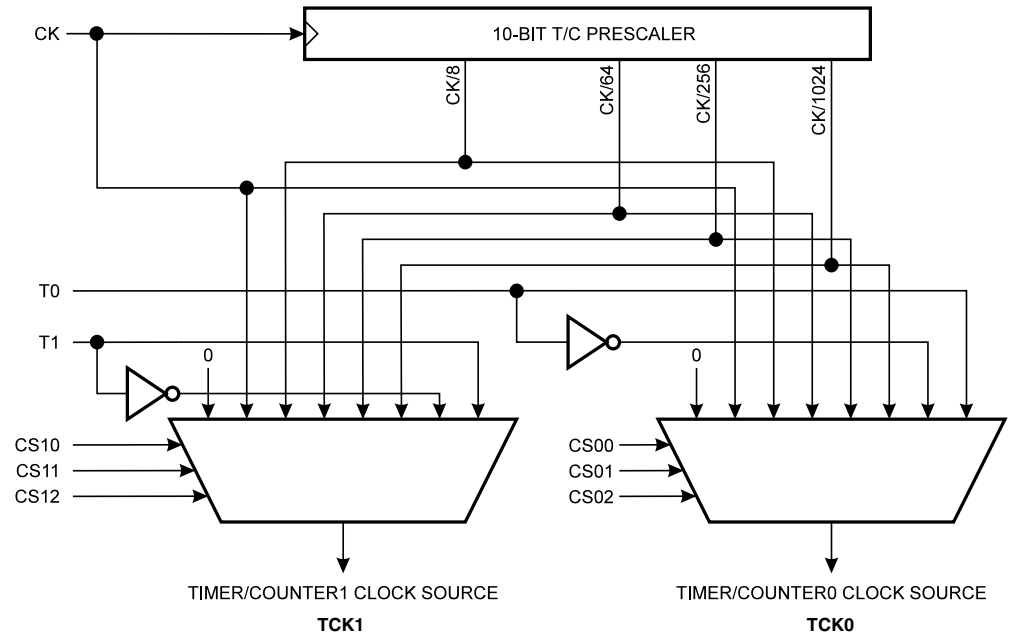 CK
10-BIT T/C PRESCALER
CK/8
CK/64
CK/256
CK/1024
T0
T1
0
0
CS10
CS11
CS12
CS00
CS01
CS02
TIMER/COUNTER1 CLOCK SOURCE
TCK1
TIMER/COUNTER0 CLOCK SOURCE
TCK0